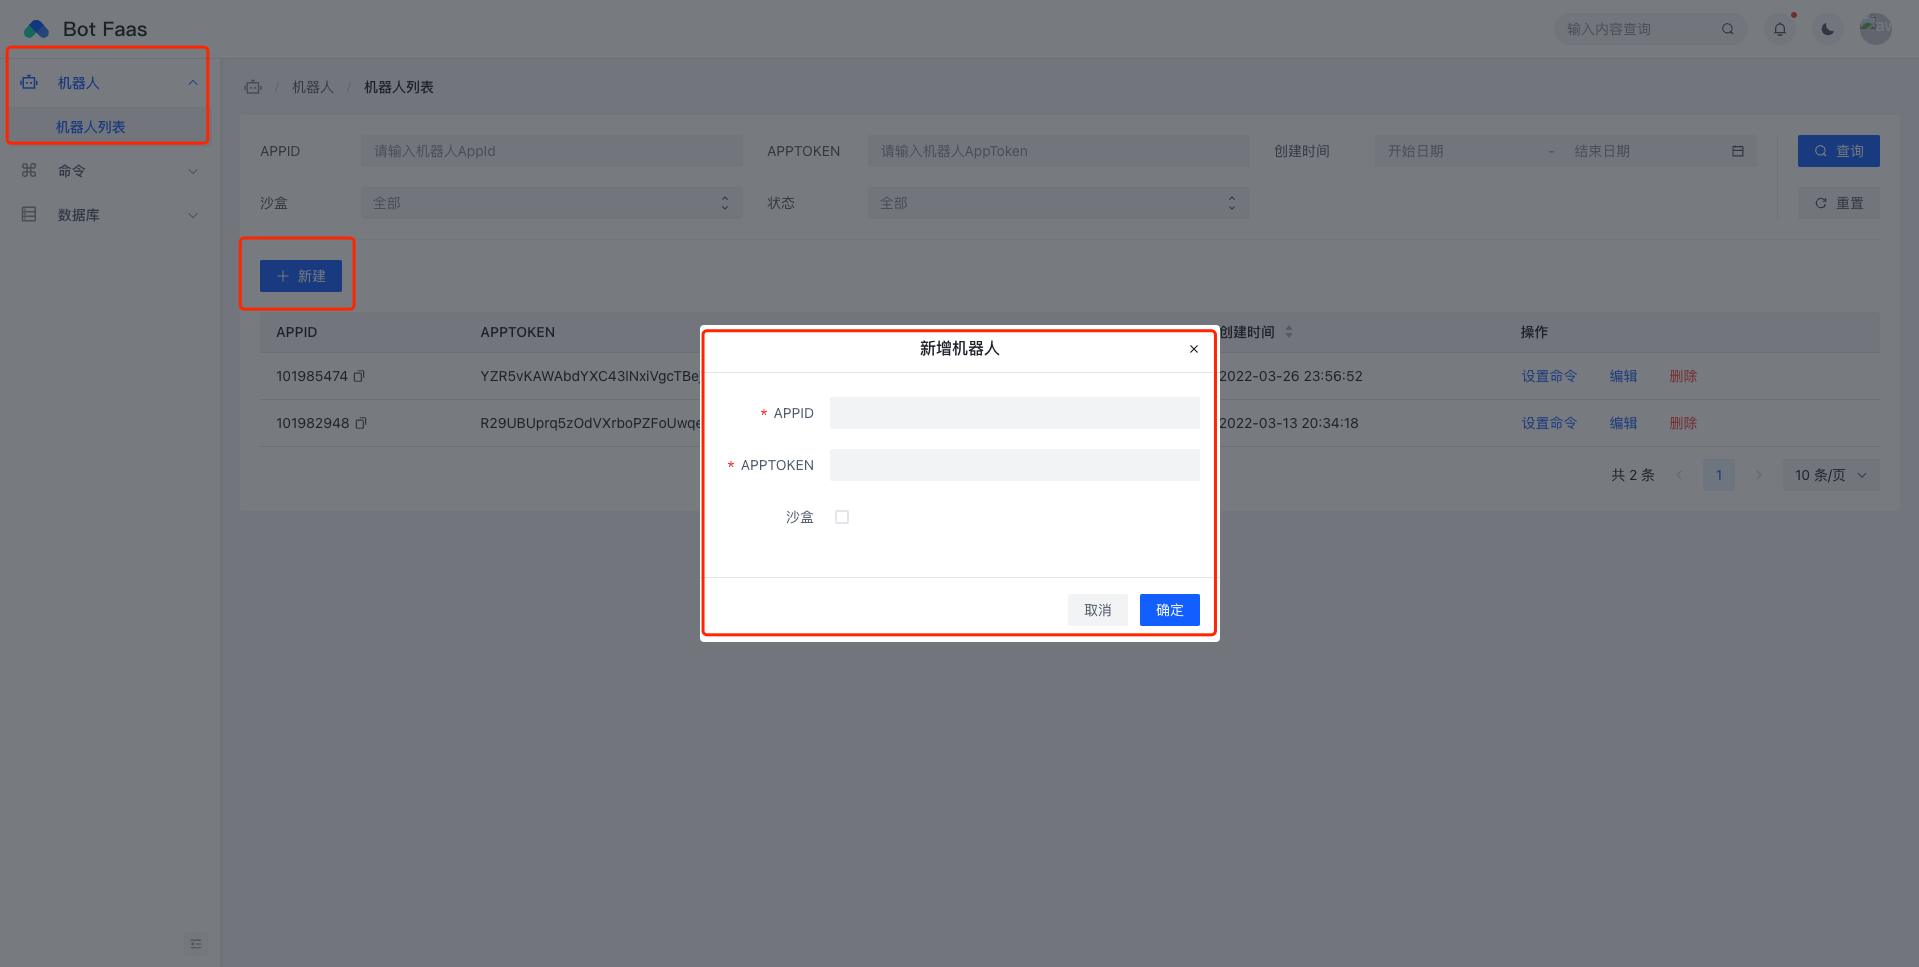 Bot Faas
输入内容查询
机器人
机器人列表
命令
数据库
机器人 / 机器人列表
APPID 请输入机器人AppId APPTOKEN 请输入机器人AppToken 创建时间 开始日期 - 结束日期 查询
沙盒 全部 状态 全部 重置
新建
APPID APPTOKEN 创建时间 操作
101985474 2022-03-26 23:56:52 设置命令 编辑 删除
101982948 2022-03-13 20:34:18 设置命令 编辑 删除
共 2 条 1 10 条/页
新增机器人
* APPID
* APPTOKEN
沙盒
取消 确定